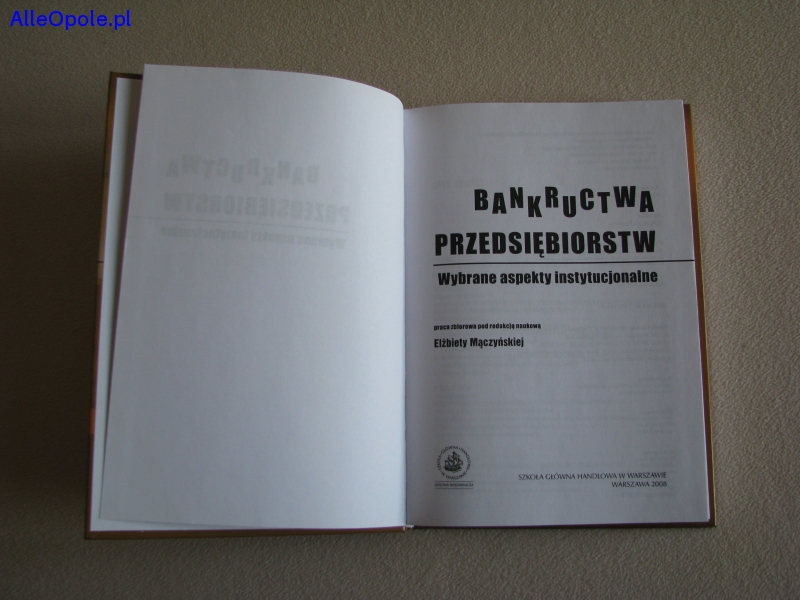 AlleOpole.pl
BANKRUCTWA
PRZEDSIĘBIORSTW
Wybrane aspekty instytucjonalne
praca zbiorowa pod redakcją naukową
Elżbiety Mączyńskiej
SZKOŁA GŁÓWNA HANDLOWA W WARSZAWIE
WARSZAWA 2008